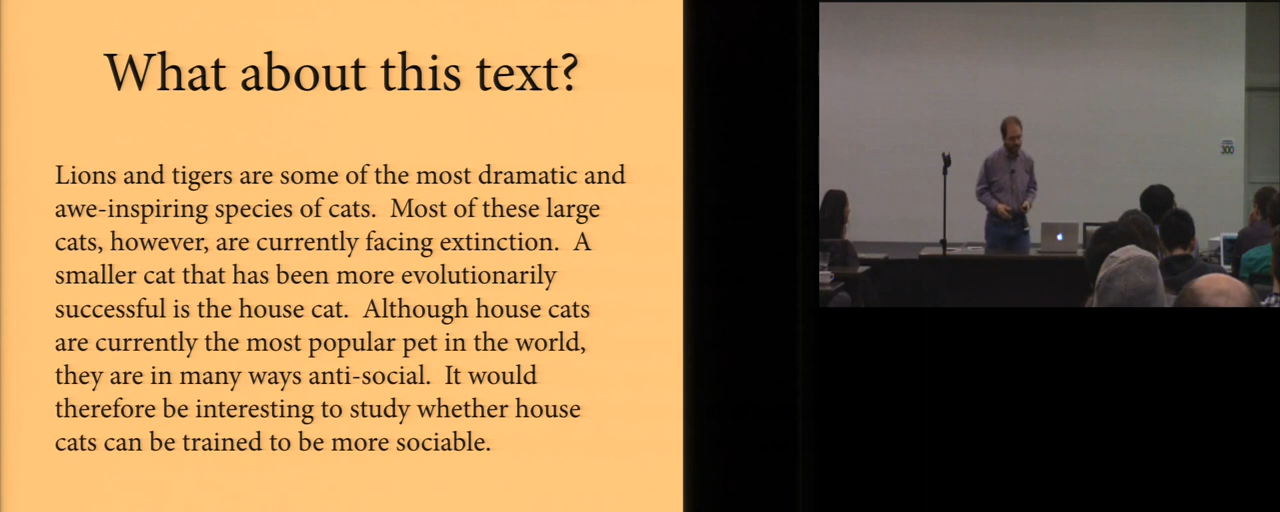 What about this text?
Lions and tigers are some of the most dramatic and
awe-inspiring species of cats.  Most of these large
cats, however, are currently facing extinction.  A
smaller cat that has been more evolutionarily
successful is the house cat.  Although house cats
are currently the most popular pet in the world,
they are in many ways anti-social.  It would
therefore be interesting to study whether house
cats can be trained to be more sociable.
300